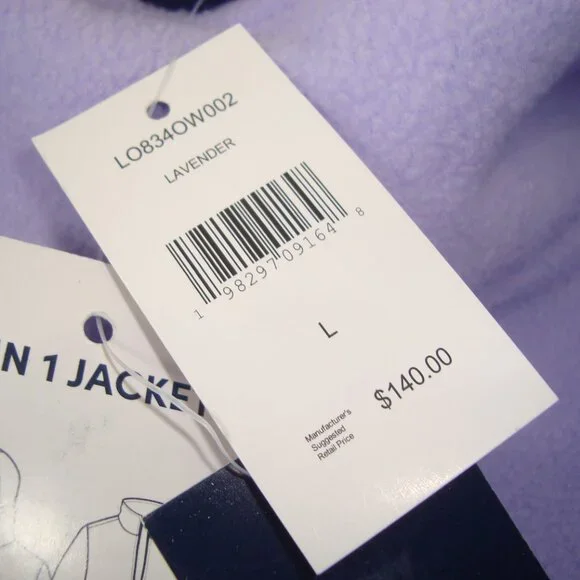 LO834OW002
LAVENDER
1 98297 09164 8
L
$140.00
Manufacturer's
Suggested
Retail Price
N 1 JACKET